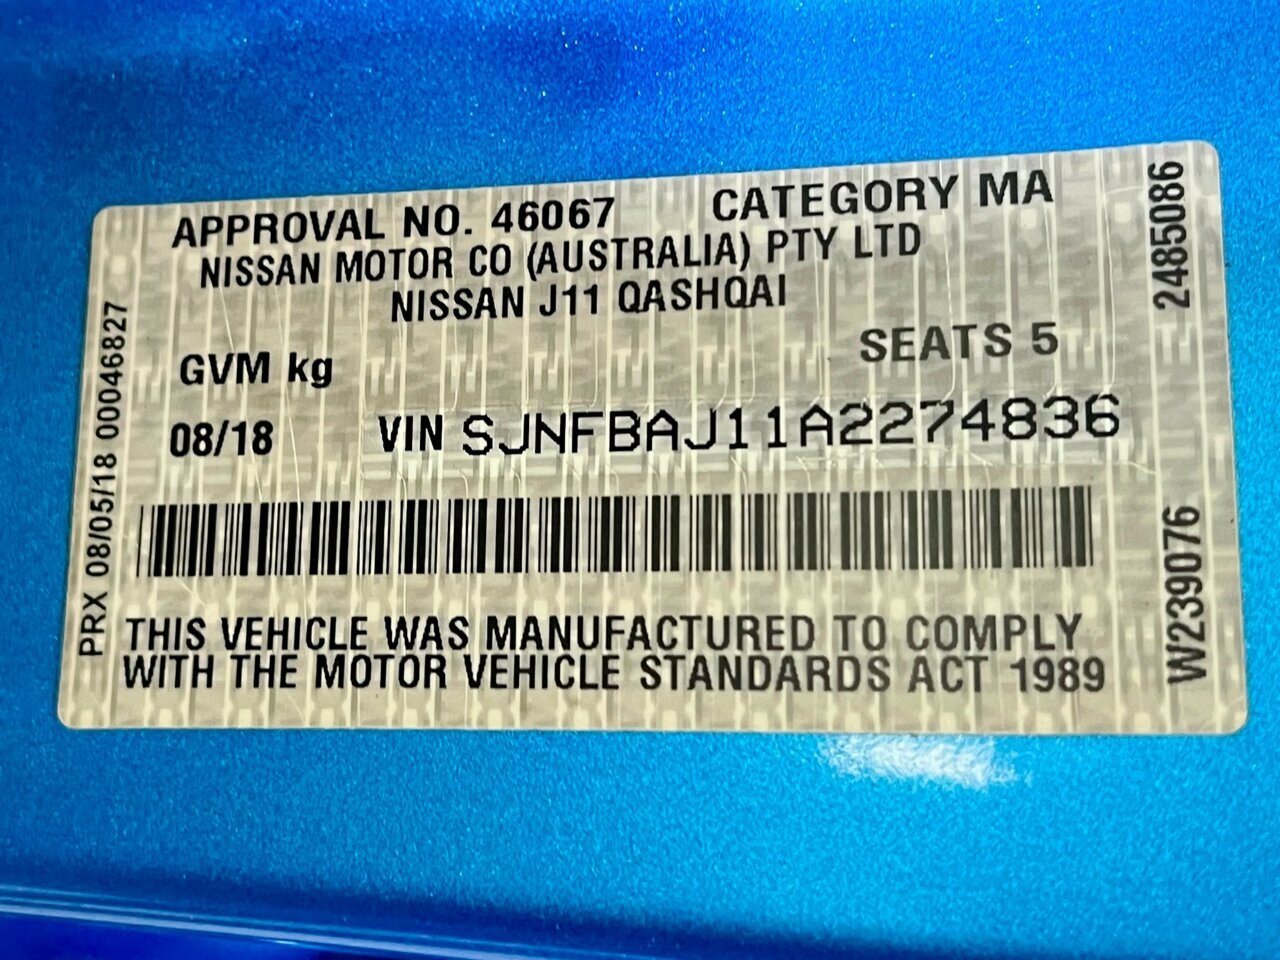 APPROVAL NO. 46067 CATEGORY MA
NISSAN MOTOR CO (AUSTRALIA) PTY LTD
NISSAN J11 QASHQAI
GVM kg SEATS 5
08/18 VIN SJNFBAJ11A2274836
THIS VEHICLE WAS MANUFACTURED TO COMPLY
WITH THE MOTOR VEHICLE STANDARDS ACT 1989
PRX 08/05/18 00046827
W239076 2485086